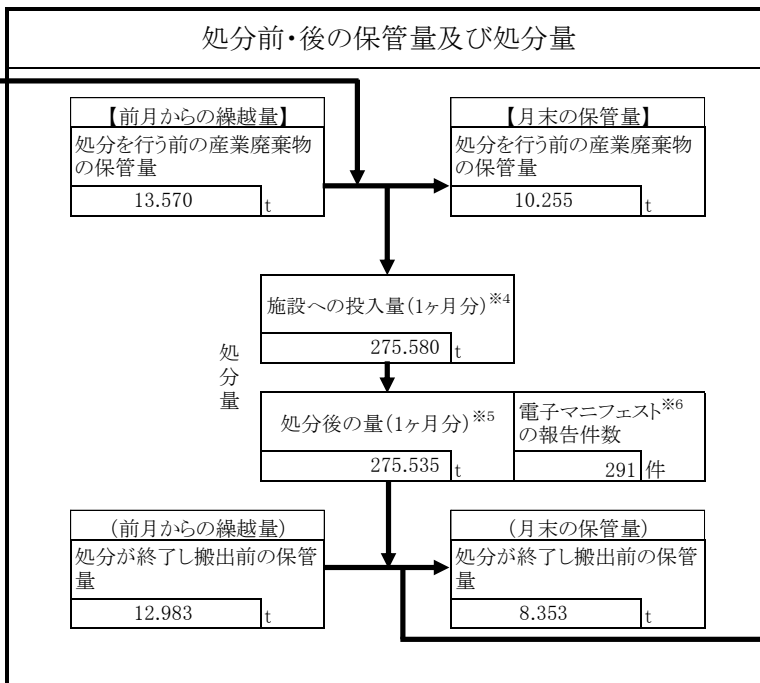 処分前・後の保管量及び処分量
【前月からの繰越量】
処分を行う前の産業廃棄物
の保管量
13.570 t
【月末の保管量】
処分を行う前の産業廃棄物
の保管量
10.255 t
施設への投入量(1ヶ月分)※4
275.580 t
処分量
処分後の量(1ヶ月分)※5
275.535 t
電子マニフェスト※6
の報告件数
291 件
(前月からの繰越量)
処分が終了し搬出前の保管
量
12.983 t
(月末の保管量)
処分が終了し搬出前の保管
量
8.353 t